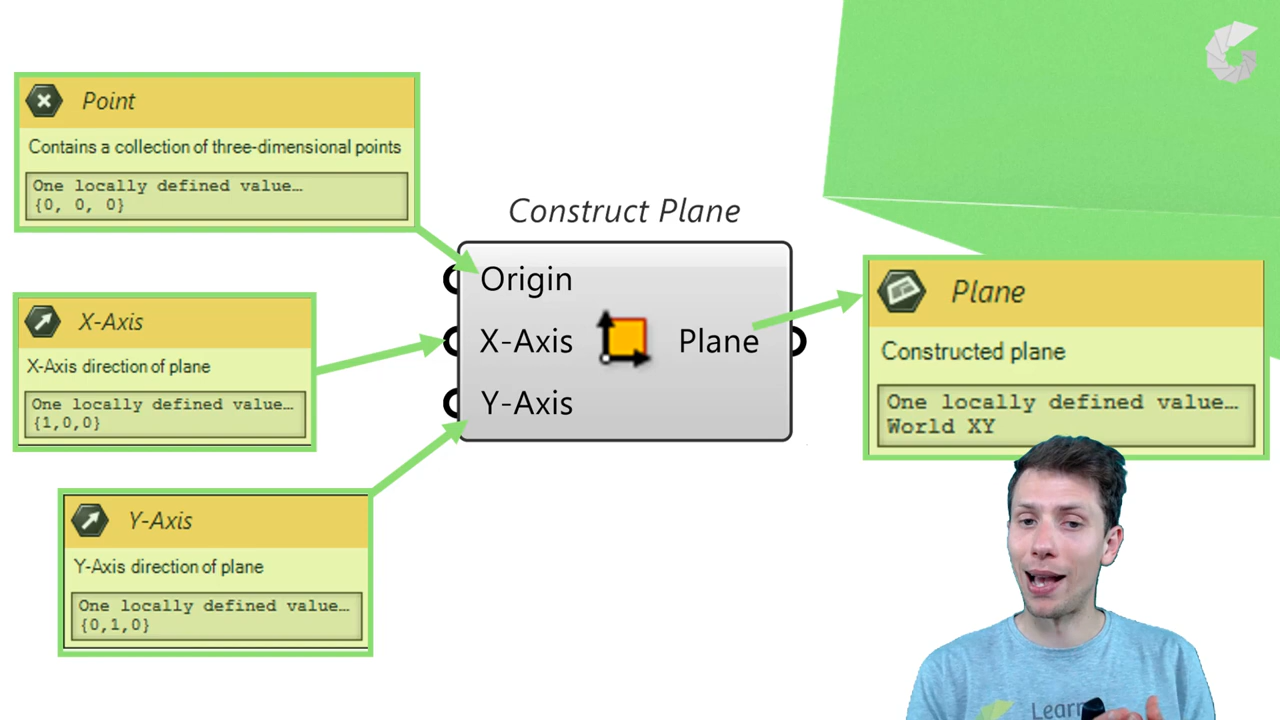 Point
Contains a collection of three-dimensional points
One locally defined value…
{0, 0, 0}
X-Axis
X-Axis direction of plane
One locally defined value…
{1,0,0}
Y-Axis
Y-Axis direction of plane
One locally defined value…
{0,1,0}
Construct Plane
Origin
X-Axis
Y-Axis
Plane
Plane
Constructed plane
One locally defined value…
World XY
Learn